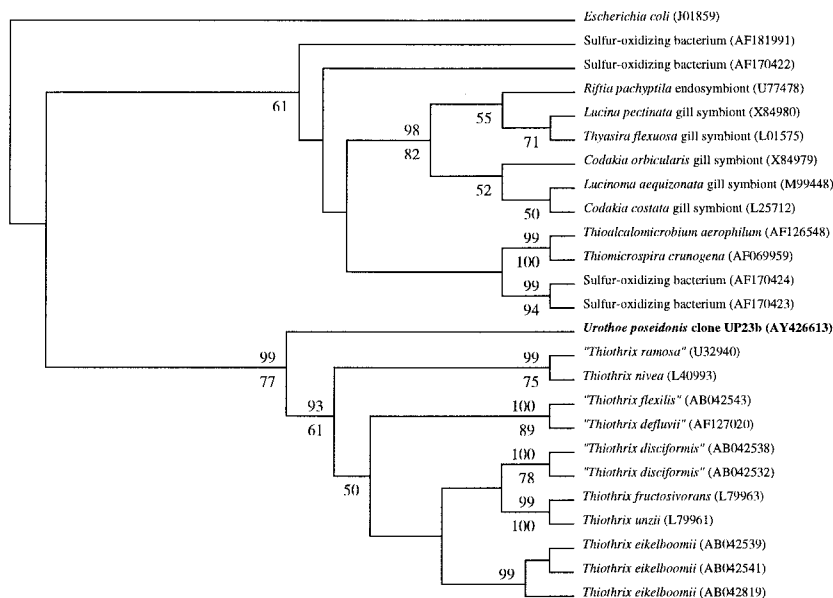 Escherichia coli (J01859)
Sulfur-oxidizing bacterium (AF181991)
Sulfur-oxidizing bacterium (AF170422)
61
Riftia pachyptila endosymbiont (U77478)
55
Lucina pectinata gill symbiont (X84980)
98
71
Thyasira flexuosa gill symbiont (L01575)
82
Codakia orbicularis gill symbiont (X84979)
52
Lucinoma aequizonata gill symbiont (M99448)
50
Codakia costata gill symbiont (L25712)
99
Thioalcalomicrobium aerophilum (AF126548)
100
Thiomicrospira crunogena (AF069959)
99
Sulfur-oxidizing bacterium (AF170424)
94
Sulfur-oxidizing bacterium (AF170423)
Urothoe poseidonis clone UP23b (AY426613)
99
77
99
"Thiothrix ramosa" (U32940)
75
Thiothrix nivea (L40993)
93
61
100
"Thiothrix flexilis" (AB042543)
89
"Thiothrix defluvii" (AF127020)
50
100
"Thiothrix disciformis" (AB042538)
78
"Thiothrix disciformis" (AB042532)
99
Thiothrix fructosivorans (L79963)
100
Thiothrix unzii (L79961)
Thiothrix eikelboomii (AB042539)
99
Thiothrix eikelboomii (AB042541)
Thiothrix eikelboomii (AB042819)